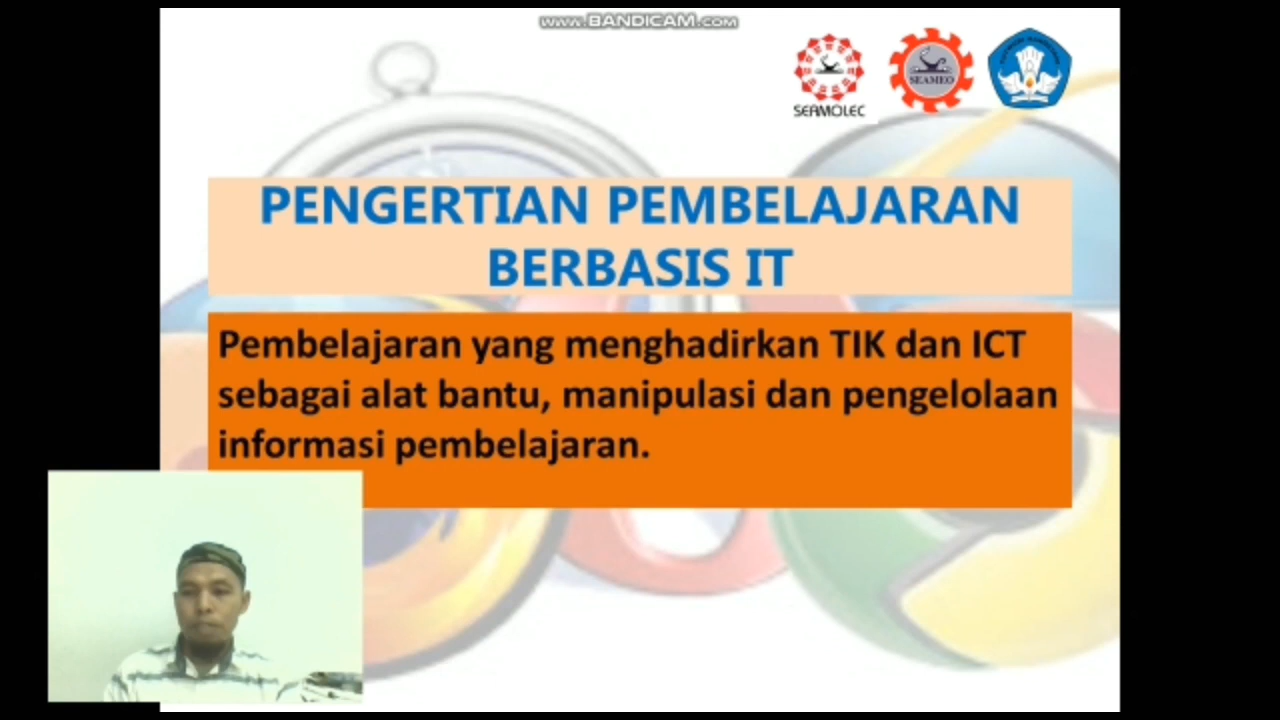 www.BANDICAM.com
SEAMOLEC
SEAMEO
PENGERTIAN PEMBELAJARAN
BERBASIS IT
Pembelajaran yang menghadirkan TIK dan ICT
sebagai alat bantu, manipulasi dan pengelolaan
informasi pembelajaran.